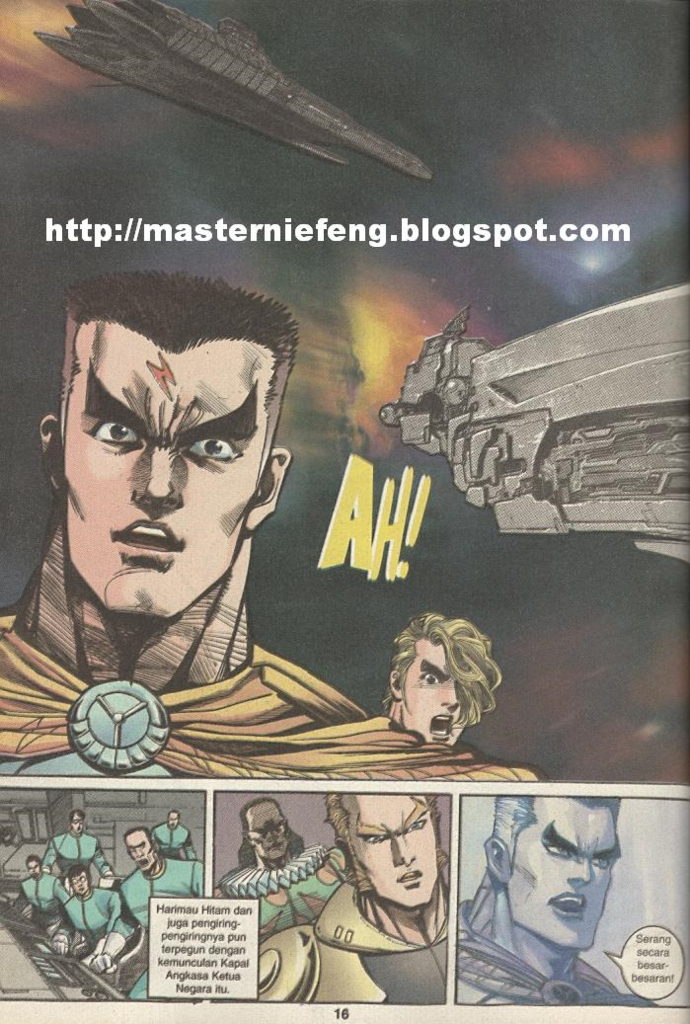 http://masterniefeng.blogspot.com
AH!
Harimau Hitam dan
juga pengiring-
pengiringnya pun
terpegun dengan
kemunculan Kapal
Angkasa Ketua
Negara itu.
Serang
secara
besar-
besaran!
16